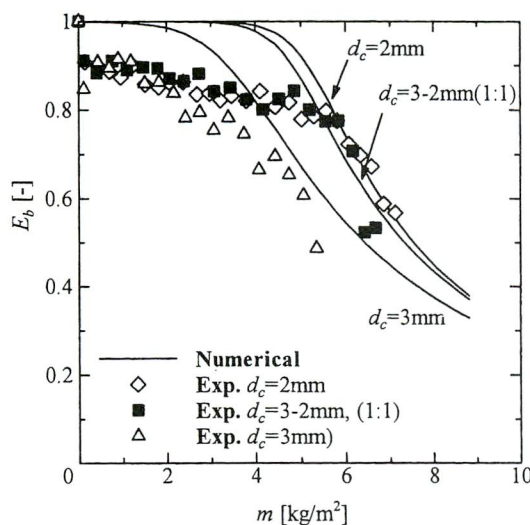 1
0.8
0.6
0.4
0.2
0
2
4
6
8
10
E_b [-]
m [kg/m²]
d_c=2mm
d_c=3-2mm(1:1)
d_c=3mm
Numerical
Exp. d_c=2mm
Exp. d_c=3-2mm, (1:1)
Exp. d_c=3mm)